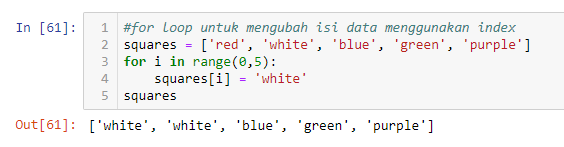 In [61]: 1 #for loop untuk mengubah isi data menggunakan index
2 squares = ['red', 'white', 'blue', 'green', 'purple']
3 for i in range(0,5):
4     squares[i] = 'white'
5 squares
Out[61]: ['white', 'white', 'blue', 'green', 'purple']